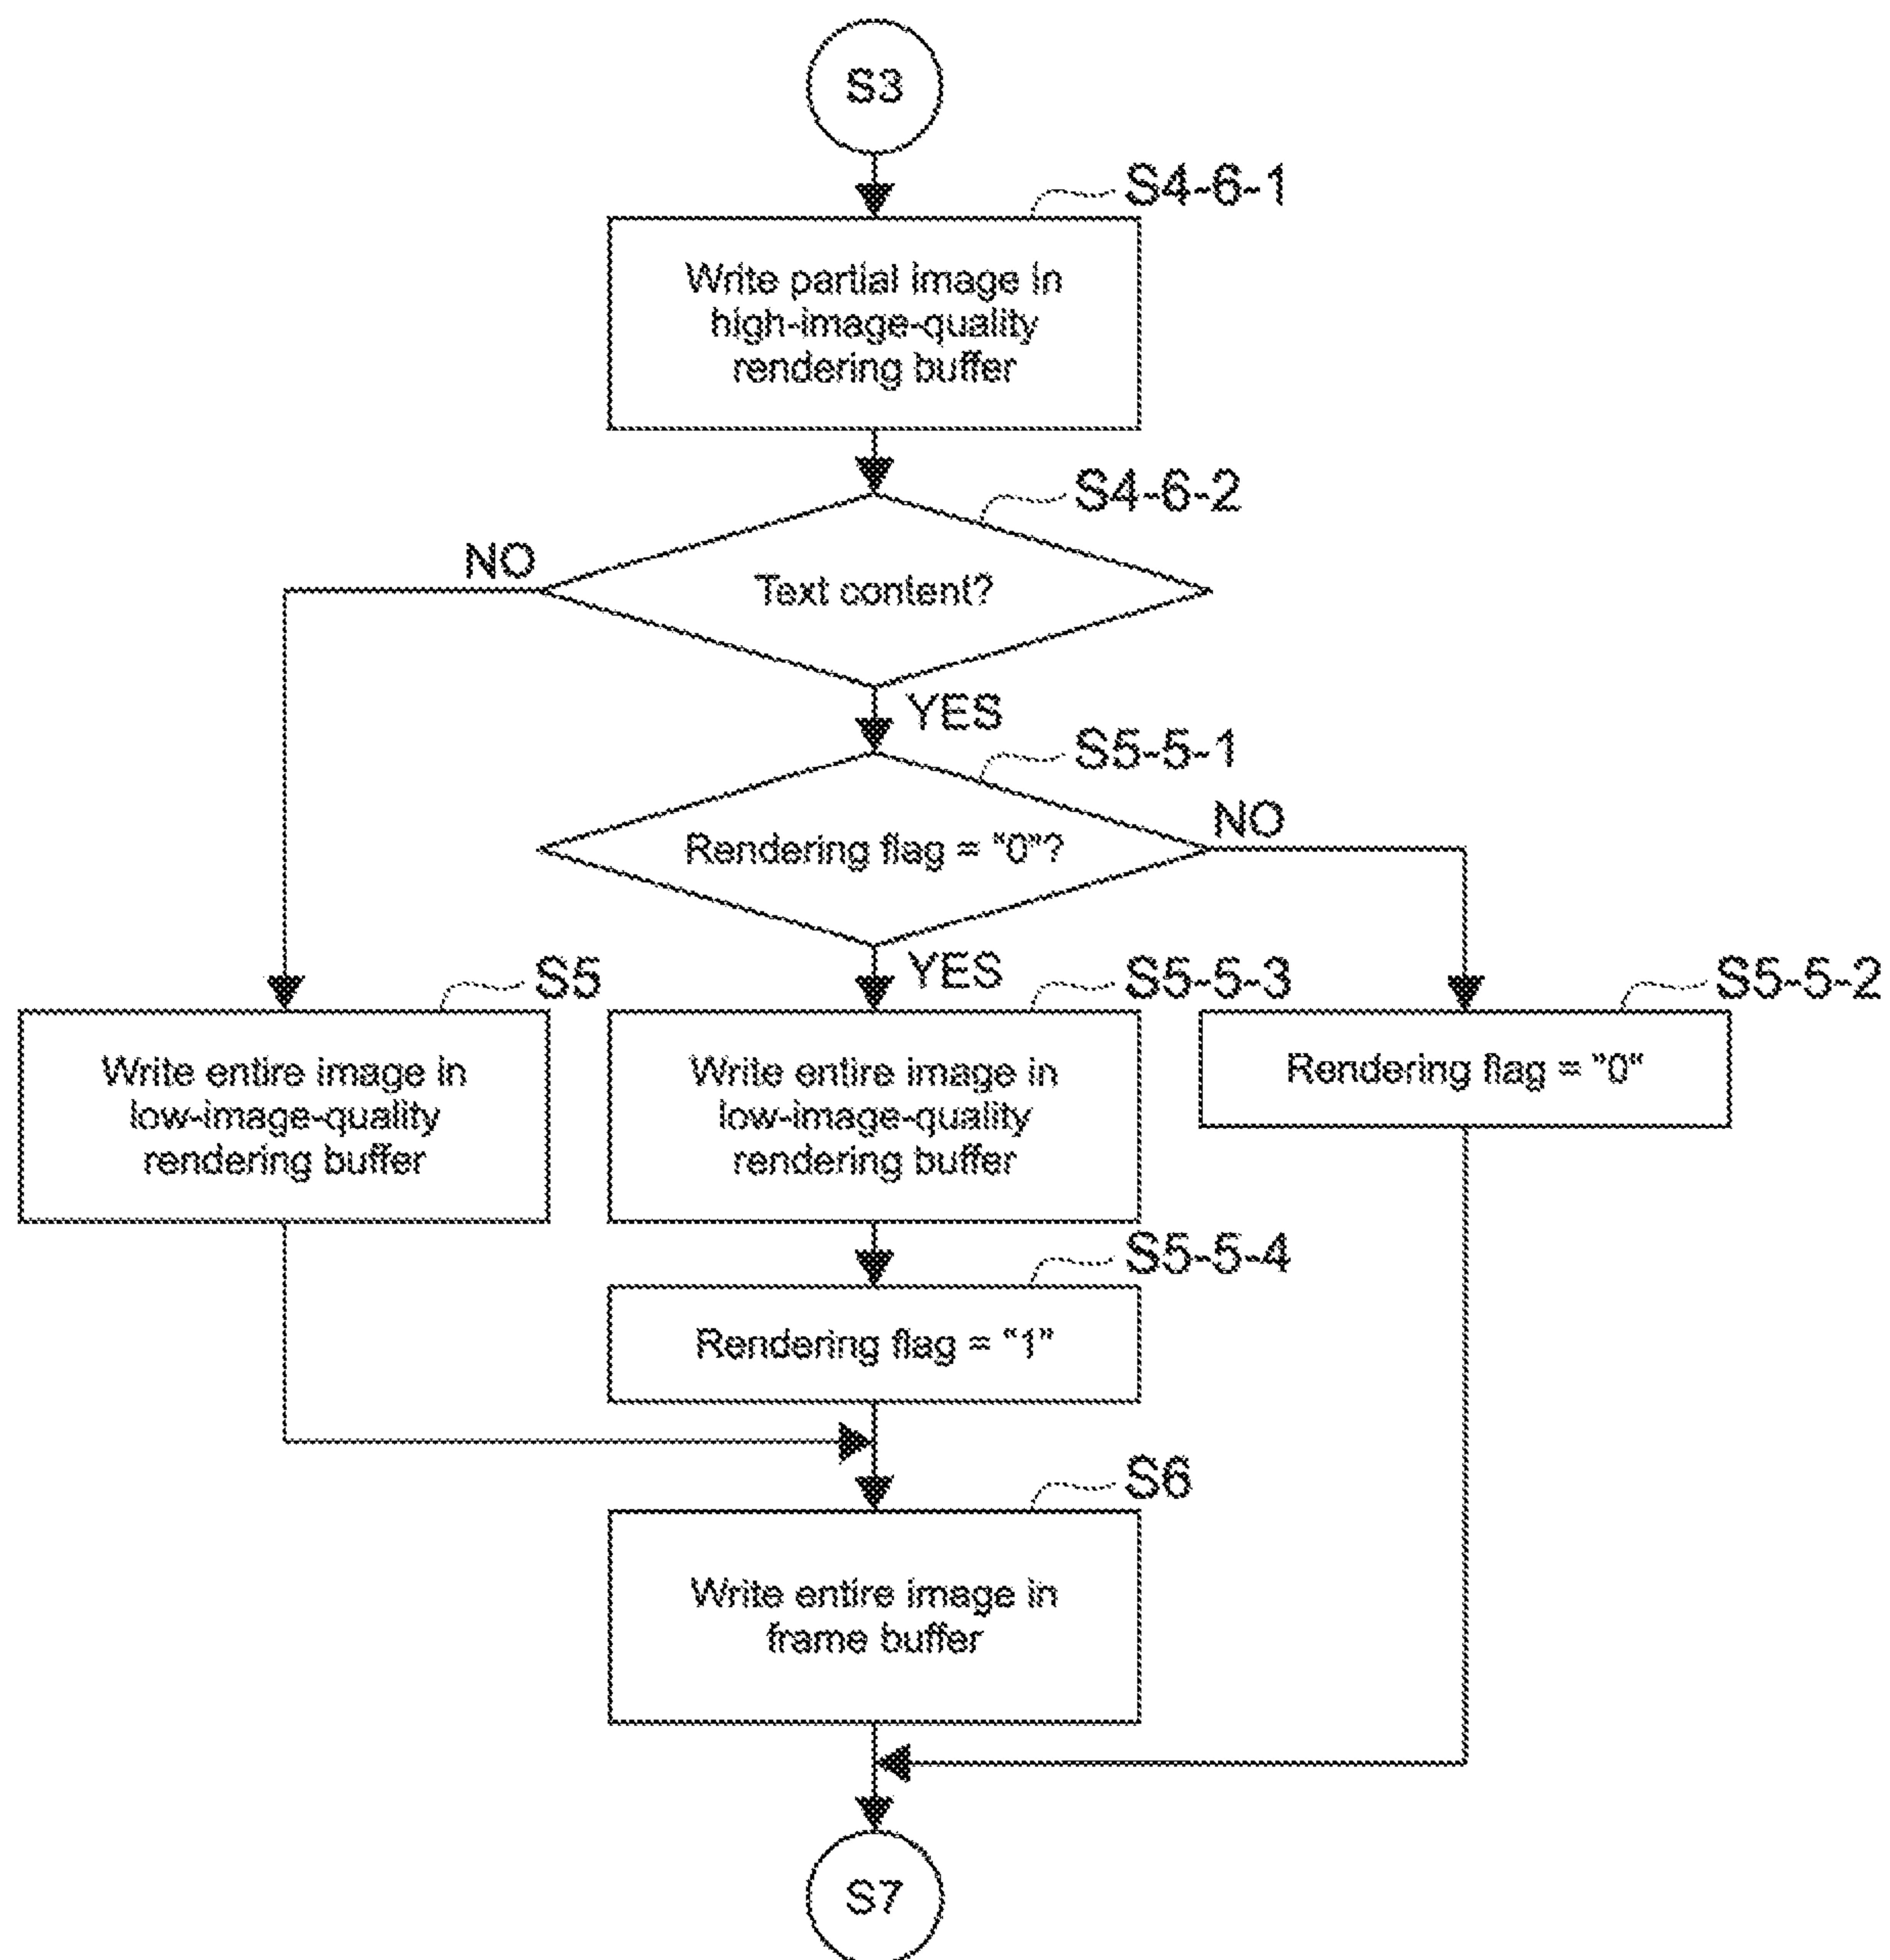 S3
S4-6-1
Write partial image in
high-image-quality
rendering buffer
S4-6-2
NO
Text content?
YES
S5-5-1
NO
Rendering flag = "0"?
YES
S5
S5-5-3
S5-5-2
Write entire image in
low-image-quality
rendering buffer
Write entire image in
low-image-quality
rendering buffer
Rendering flag = "0"
S5-5-4
Rendering flag = "1"
S6
Write entire image in
frame buffer
S7